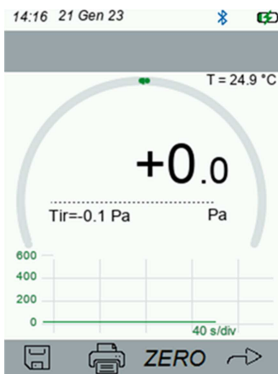 14:16 21 Gen 23
T = 24.9 °C
+0.0
Tir=-0.1 Pa Pa
600
400
200
0
40 s/div
ZERO